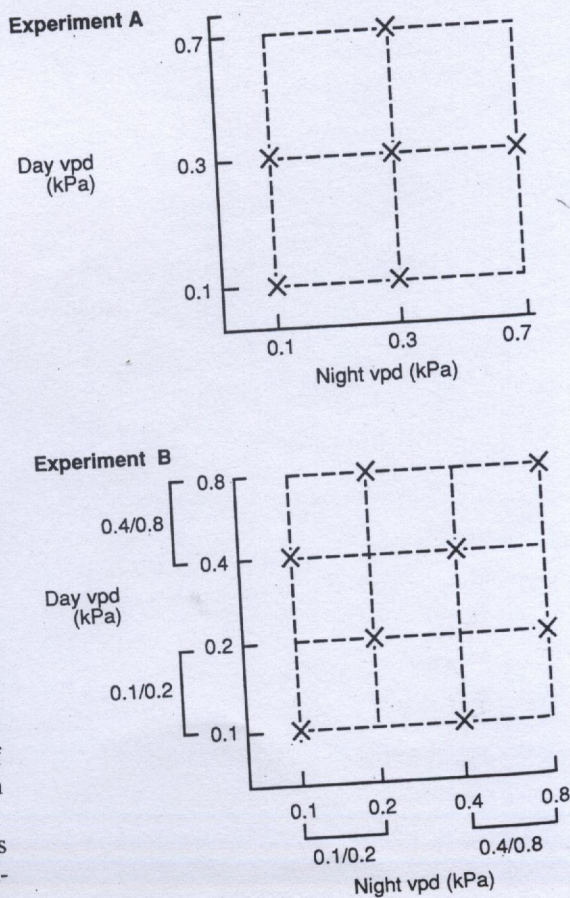 Experiment A
0.7
Day vpd
(kPa)
0.3
0.1
0.1 0.3 0.7
Night vpd (kPa)
Experiment B
0.8
0.4/0.8
0.4
Day vpd
(kPa)
0.2
0.1/0.2
0.1
0.1 0.2 0.4 0.8
0.1/0.2 0.4/0.8
Night vpd (kPa)